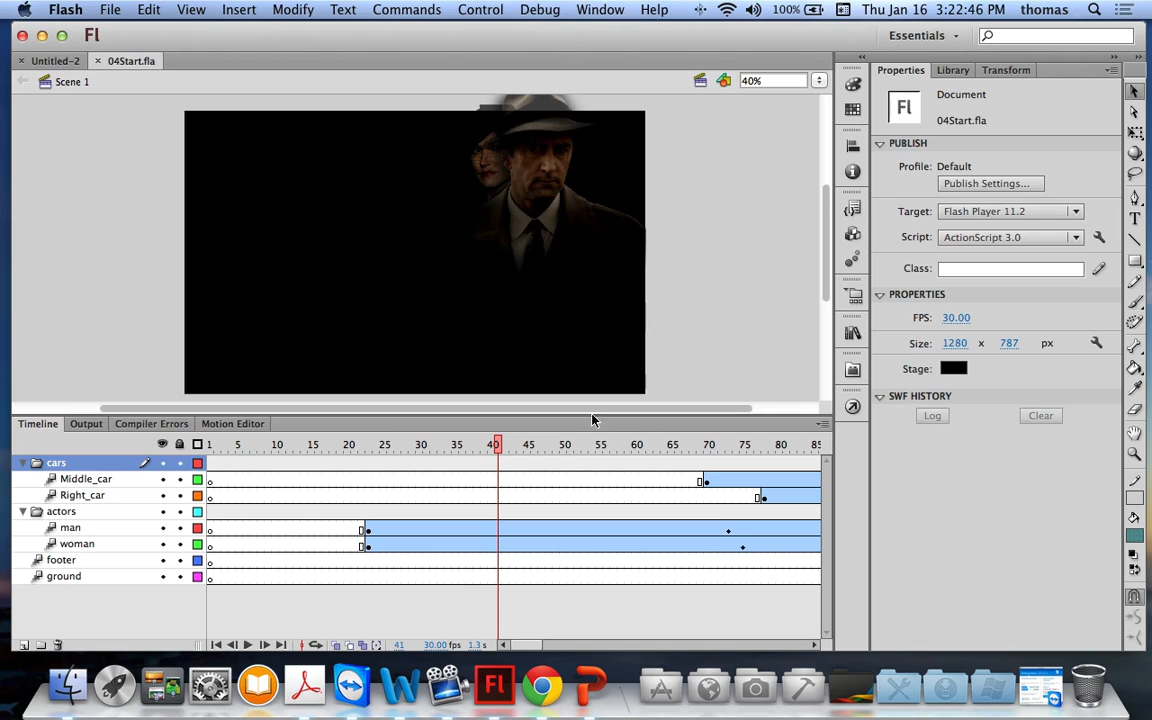 Flash File Edit View Insert Modify Text Commands Control Debug Window Help 100% Thu Jan 16 3:22:46 PM thomas
Fl Essentials
Untitled-2 04Start.fla
Scene 1 40%
Properties Library Transform
Fl
Document
04Start.fla
PUBLISH
Profile: Default
Publish Settings...
Target: Flash Player 11.2
Script: ActionScript 3.0
Class:
PROPERTIES
FPS: 30.00
Size: 1280 x 787 px
Stage:
SWF HISTORY
Log Clear
Timeline Output Compiler Errors Motion Editor
1 5 10 15 20 25 30 35 40 45 50 55 60 65 70 75 80 85
cars
Middle_car
Right_car
actors
man
woman
footer
ground
41 30.00 fps 1.3 s
Fl